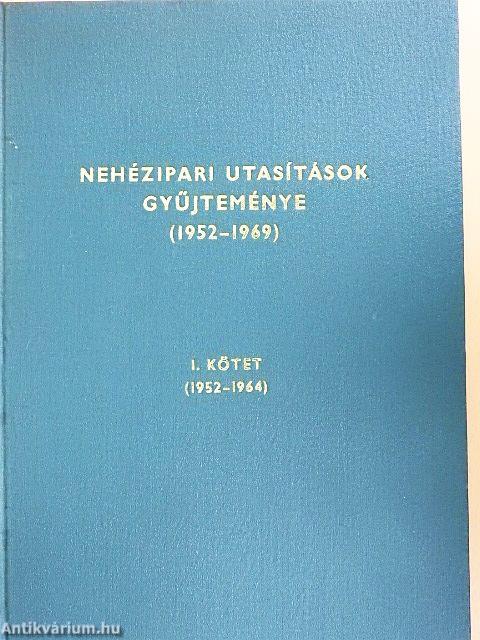 NEHÉZIPARI UTASÍTÁSOK
GYŰJTEMÉNYE
(1952–1969)
I. KÖTET
(1952–1964)
Antikvárium.hu